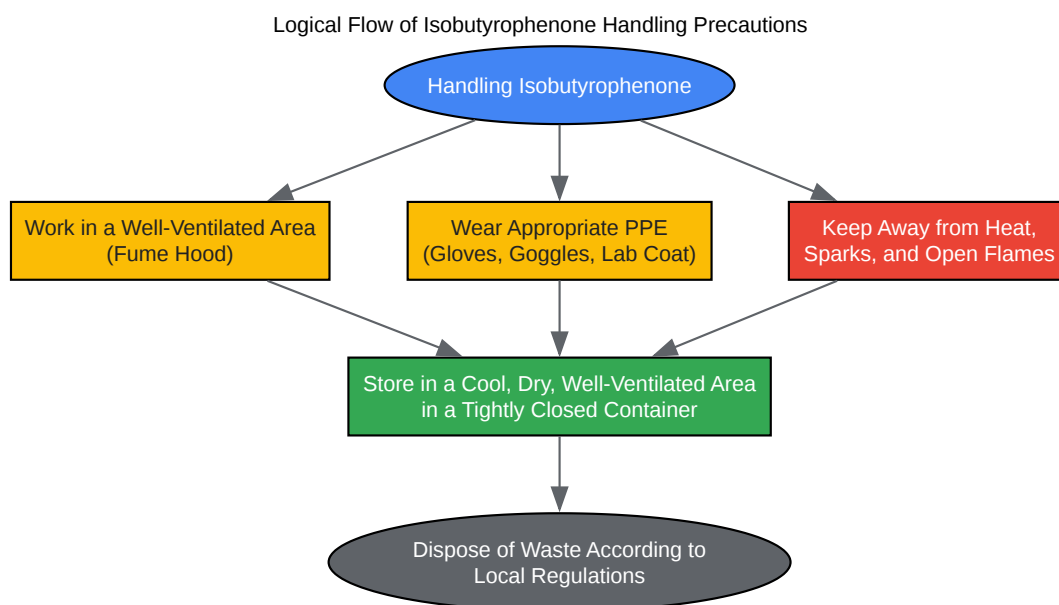 Logical Flow of Isobutyrophenone Handling Precautions
Handling Isobutyrophenone
Work in a Well-Ventilated Area
(Fume Hood)
Wear Appropriate PPE
(Gloves, Goggles, Lab Coat)
Keep Away from Heat,
Sparks, and Open Flames
Store in a Cool, Dry, Well-Ventilated Area
in a Tightly Closed Container
Dispose of Waste According to
Local Regulations